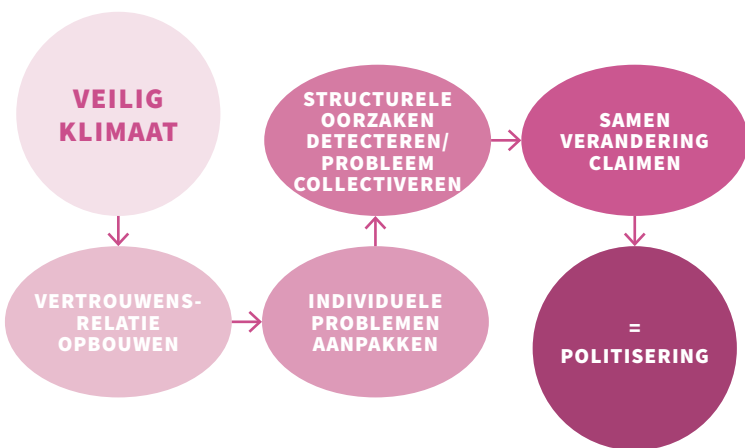 VEILIG
KLIMAAT
VERTROUWENS-
RELATIE
OPBOUWEN
INDIVIDUELE
PROBLEMEN
AANPAKKEN
STRUCTURELE
OORZAKEN
DETECTEREN/
PROBLEEM
COLLECTIVEREN
SAMEN
VERANDERING
CLAIMEN
=
POLITISERING